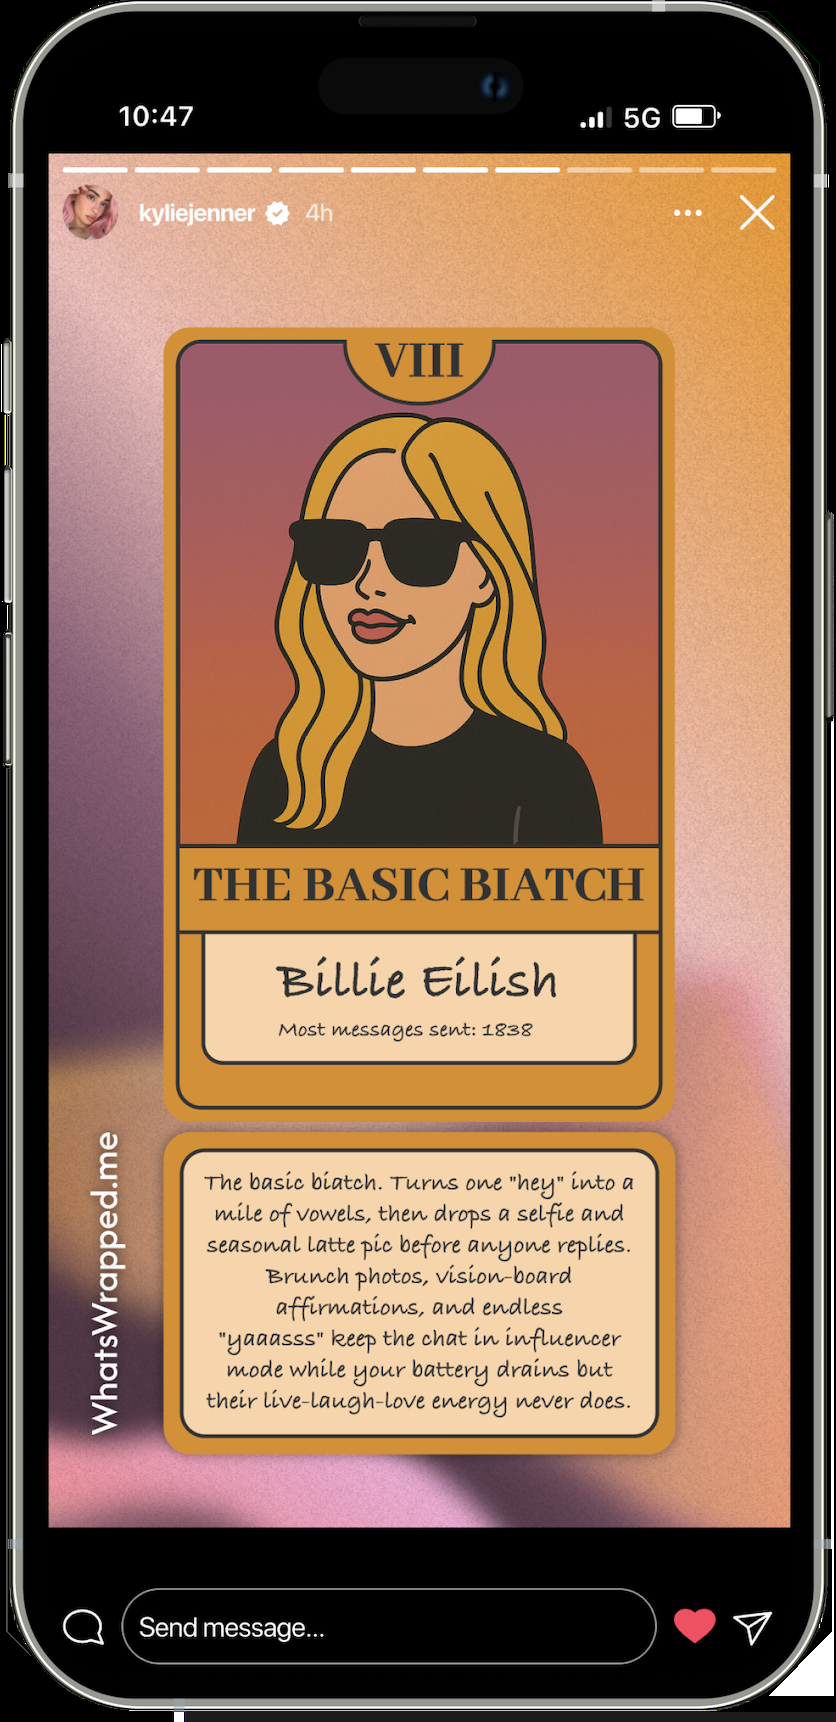 10:47
5G
kyliejenner 4h
VIII
THE BASIC BIATCH
Billie Eilish
Most messages sent: 1838
The basic biatch. Turns one "hey" into a
mile of vowels, then drops a selfie and
seasonal latte pic before anyone replies.
Brunch photos, vision-board
affirmations, and endless
"yaaasss" keep the chat in influencer
mode while your battery drains but
their live-laugh-love energy never does.
WhatsWrapped.me
Send message...